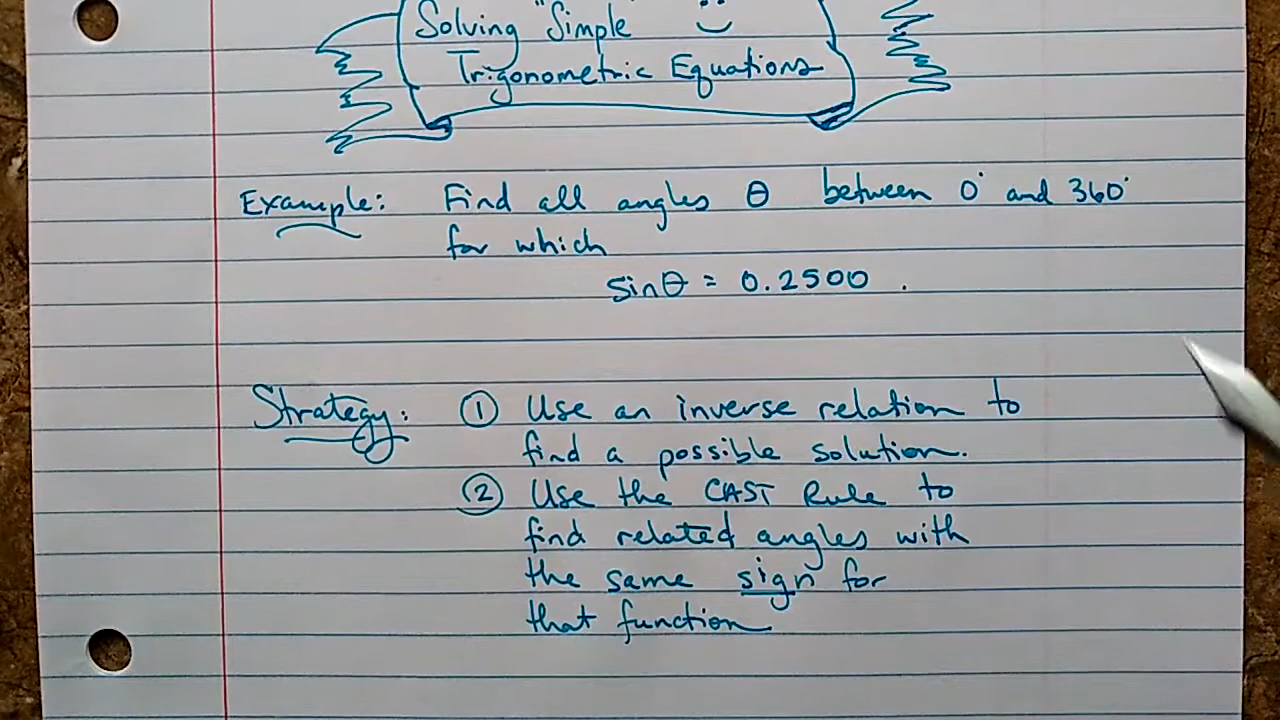 Solving "Simple"
Trigonometric Equations
Example: Find all angles θ between 0° and 360°
for which
sinθ = 0.2500 .
Strategy: ① Use an inverse relation to
find a possible solution.
② Use the CAST Rule to
find related angles with
the same sign for
that function